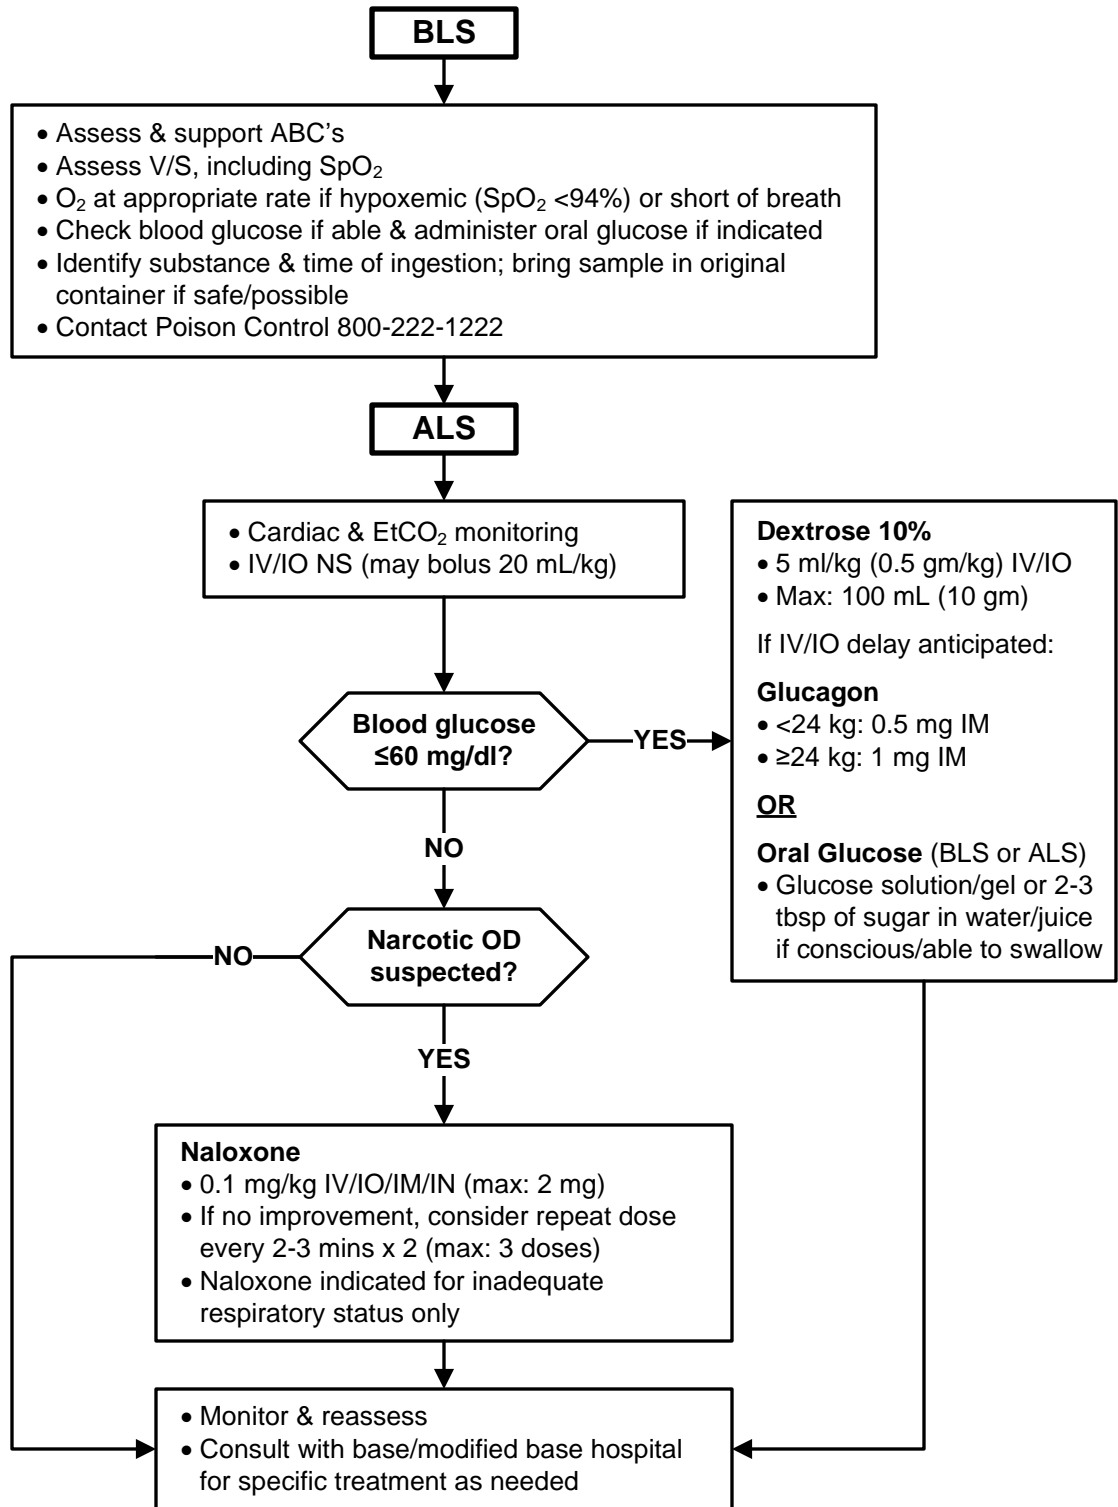 BLS
• Assess & support ABC's
• Assess V/S, including SpO₂
• O₂ at appropriate rate if hypoxemic (SpO₂ <94%) or short of breath
• Check blood glucose if able & administer oral glucose if indicated
• Identify substance & time of ingestion; bring sample in original
container if safe/possible
• Contact Poison Control 800-222-1222
ALS
• Cardiac & EtCO₂ monitoring
• IV/IO NS (may bolus 20 mL/kg)
Blood glucose
≤60 mg/dl?
YES
Dextrose 10%
• 5 ml/kg (0.5 gm/kg) IV/IO
• Max: 100 mL (10 gm)
If IV/IO delay anticipated:
Glucagon
• <24 kg: 0.5 mg IM
• ≥24 kg: 1 mg IM
OR
Oral Glucose (BLS or ALS)
• Glucose solution/gel or 2-3
tbsp of sugar in water/juice
if conscious/able to swallow
NO
Narcotic OD
suspected?
NO
YES
Naloxone
• 0.1 mg/kg IV/IO/IM/IN (max: 2 mg)
• If no improvement, consider repeat dose
every 2-3 mins x 2 (max: 3 doses)
• Naloxone indicated for inadequate
respiratory status only
• Monitor & reassess
• Consult with base/modified base hospital
for specific treatment as needed